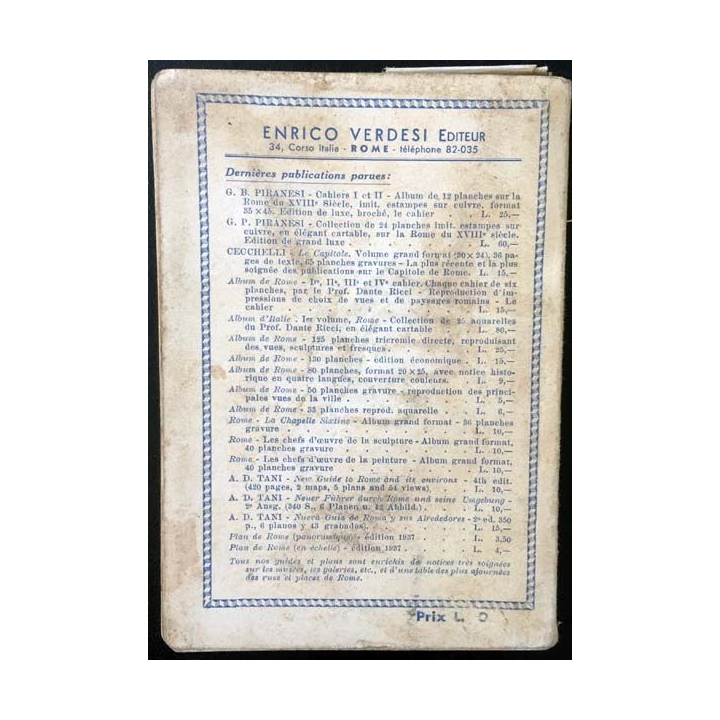 ENRICO VERDESI EDITEUR
34, Corso Italie - ROME - téléphone 82-035
Dernières publications parues:
G. B. PIRANESI - Cahiers I et II - Album de 12 planches sur la
Rome du XVIIIe Siècle, imit. estampes sur cuivre, format
35×45. Edition de luxe, broché, le cahier . . L. 25,—
G. P. PIRANESI - Collection de 24 planches imit. estampes sur
cuivre, en élégant cartable, sur la Rome du XVIIIe siècle.
Edition de grand luxe . . . . . . . L. 60,—
CECCHELLI - Le Capitole. Volume grand format (20×24), 36 pages
de texte, 65 planches gravures - La plus récente et la plus
soignée des publications sur le Capitole de Rome. L. 15,—
Album de Rome - Ier, IIe, IIIe et IVe cahier. Chaque cahier de six
planches, par le Prof. Dante Ricci - Reproduction d'im-
pressions de choix de vues et de paysages romains - Le
cahier . . . . . . . . . . L. 15,—
Album d'Italie. Ier volume, Rome - Collection de 25 aquarelles
du Prof. Dante Ricci, en élégant cartable . . L. 80,—
Album de Rome - 125 planches tricromie directe, reproduisant
des vues, sculptures et fresques . . . . . L. 25,—
Album de Rome - 130 planches - edition économique . L. 15,—
Album de Rome - 80 planches, format 20×25, avec notice histo-
rique en quatre langues, couverture couleurs. . L. 9,—
Album de Rome - 50 planches gravure - reproduction des princi-
pales vues de la ville . . . . . . . L. 5,—
Album de Rome - 33 planches reprod. aquarelle . . L. 6,—
Rome - La Chapelle Sixtine - Album grand format - 36 planches
gravure . . . . . . . . . L. 10,—
Rome - Les chefs d'œuvre de la sculpture - Album grand format,
40 planches gravure . . . . . . . L. 10,—
Rome - Les chefs d'œuvre de la peinture - Album grand format,
40 planches gravure . . . . . . . L. 10,—
A. D. TANI - New Guide to Rome and its environs - 4th edit.
(420 pages, 2 maps, 5 plans and 54 views). . . L. 10,—
A. D. TANI - Neuer Führer durch Rome und seine Umgebung -
2e Ausg. (340 S., 6 Planen u. 42 Abbild.) . . L. 10,—
A. D. TANI - Nueva Guia de Roma y sus Alrededores - 2a ed. 350
p., 6 planos y 43 grabados). . . . . . L. 15,—
Plan de Rome (panoramique) - édition 1937 . . . L. 3,50
Plan de Rome (en échelle) - édition 1937 . . . L. 4,—
Tous nos guides et plans sont enrichis de notices très soignées
sur les musées, les galeries, etc., et d'une table des plus ajournées
des rues et places de Rome.
Prix L.